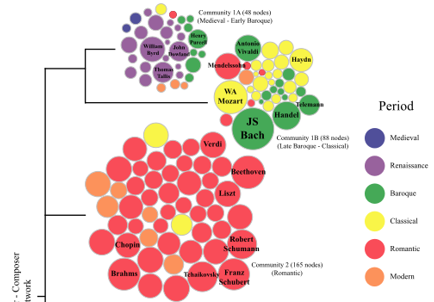 Community 1A (48 nodes)
(Medieval - Early Baroque)
Henry
Purcell
William
Byrd
John
Dowland
Thomas
Tallis
Antonio
Vivaldi
Haydn
Mendelssohn
WA
Mozart
Telemann
Handel
JS
Bach
Community 1B (88 nodes)
(Late Baroque - Classical)
Period
Medieval
Renaissance
Baroque
Classical
Romantic
Modern
Verdi
Beethoven
Liszt
Chopin
Robert
Schumann
Community 2 (165 nodes)
(Romantic)
Brahms
Tchaikovsky
Franz
Schubert
- Composer
twork